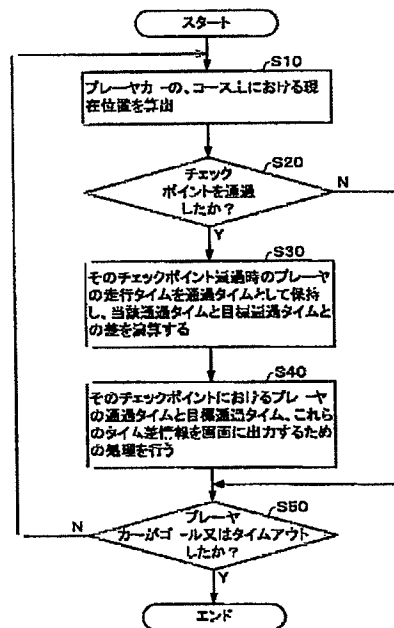 スタート
S10
プレーヤカーの、コース上における現
在位置を算出
S20
チェック
ポイントを通過
したか？
N
Y
S30
そのチェックポイント通過時のプレーヤ
の走行タイムを通過タイムとして保持
し、当該通過タイムと目標通過タイムと
の差を演算する
S40
そのチェックポイントにおけるプレーヤ
の通過タイムと目標通過タイム、これら
のタイム差情報を画面に出力するため
の処理を行う
S50
プレーヤ
カーがゴール又はタイムアウト
したか？
N
Y
エンド